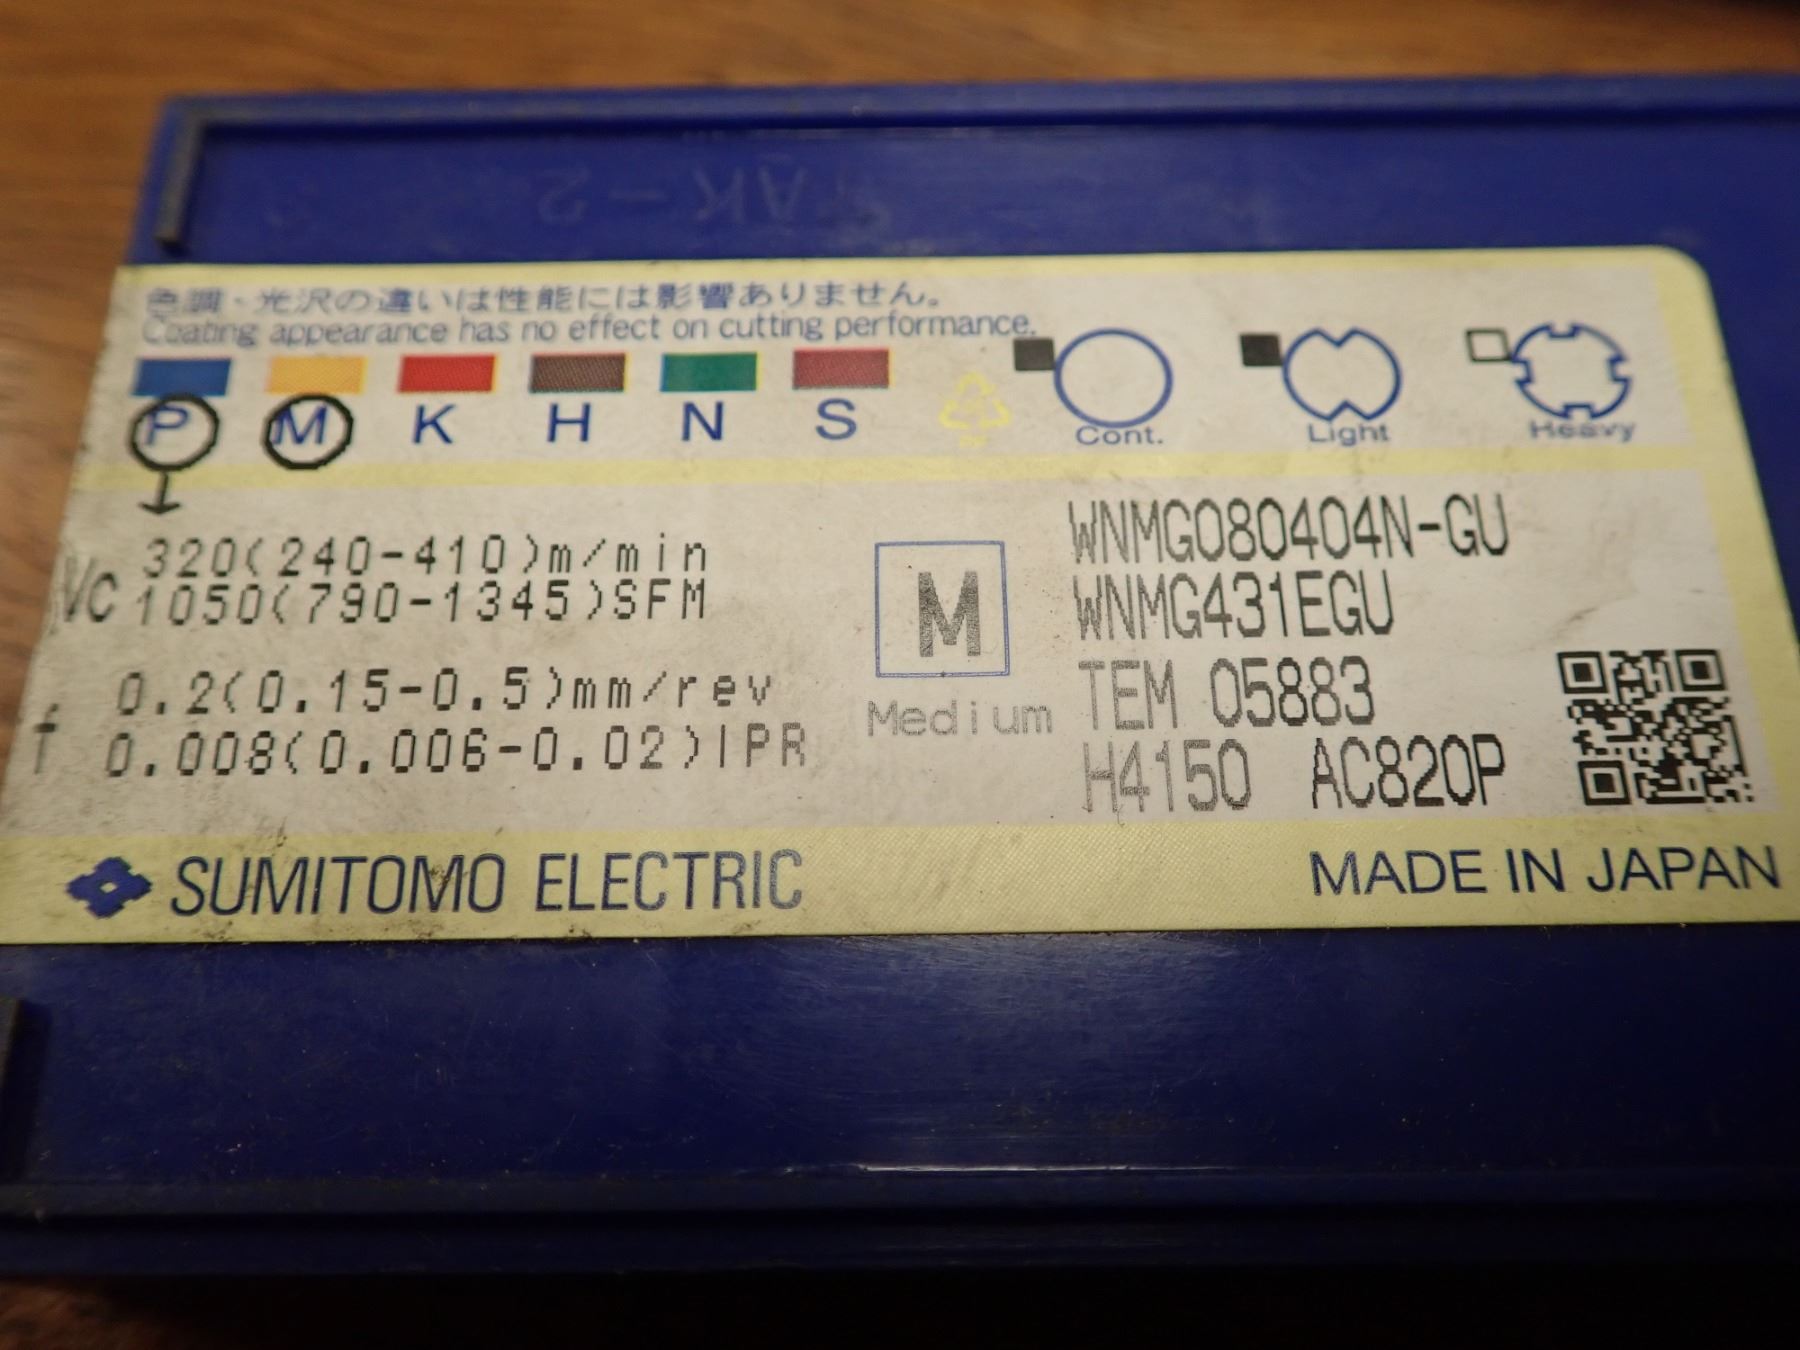 AK-2
色調・光沢の違いは性能には影響ありません。
Coating appearance has no effect on cutting performance.
P M K H N S
Cont. Light Heavy
Vc 320(240-410)m/min
1050(790-1345)SFM
f 0.2(0.15-0.5)mm/rev
0.008(0.006-0.02)IPR
M
Medium
WNMG080404N-GU
WNMG431EGU
TEM 05883
H4150 AC820P
SUMITOMO ELECTRIC
MADE IN JAPAN